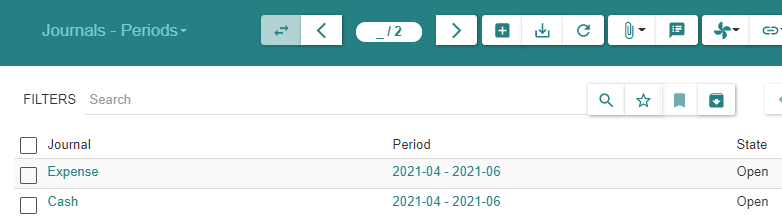 Journals - Periods
_ / 2
FILTERS Search
Journal Period State
Expense 2021-04 - 2021-06 Open
Cash 2021-04 - 2021-06 Open